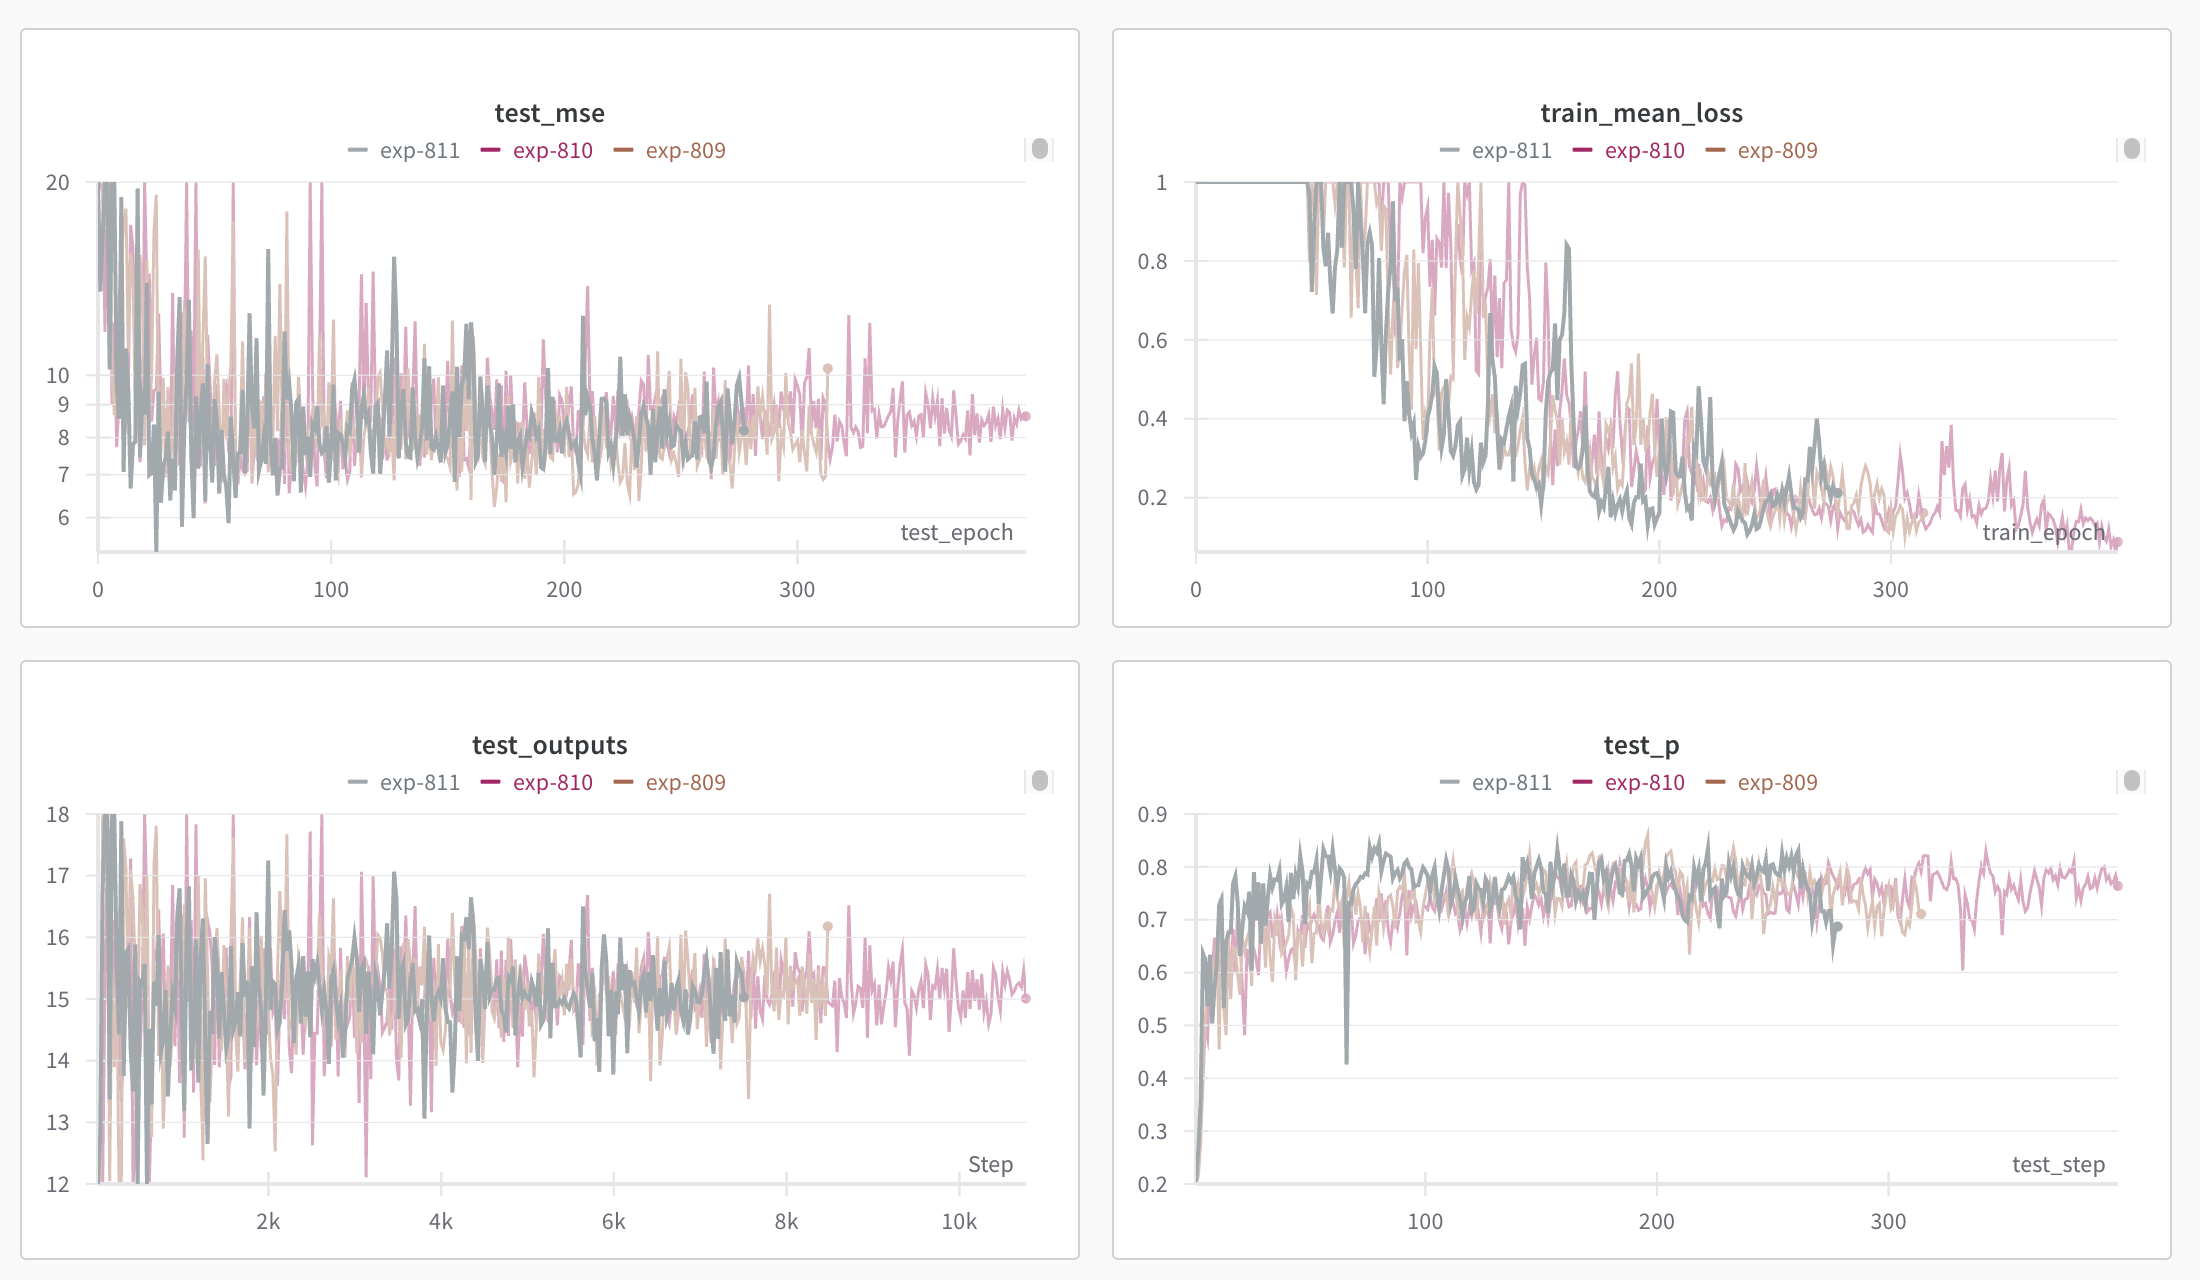 test_mse
exp-811 exp-810 exp-809
20
10
9
8
7
6
test_epoch
0 100 200 300
train_mean_loss
exp-811 exp-810 exp-809
1
0.8
0.6
0.4
0.2
train_epoch
0 100 200 300
test_outputs
exp-811 exp-810 exp-809
18
17
16
15
14
13
12
Step
2k 4k 6k 8k 10k
test_p
exp-811 exp-810 exp-809
0.9
0.8
0.7
0.6
0.5
0.4
0.3
0.2
test_step
100 200 300